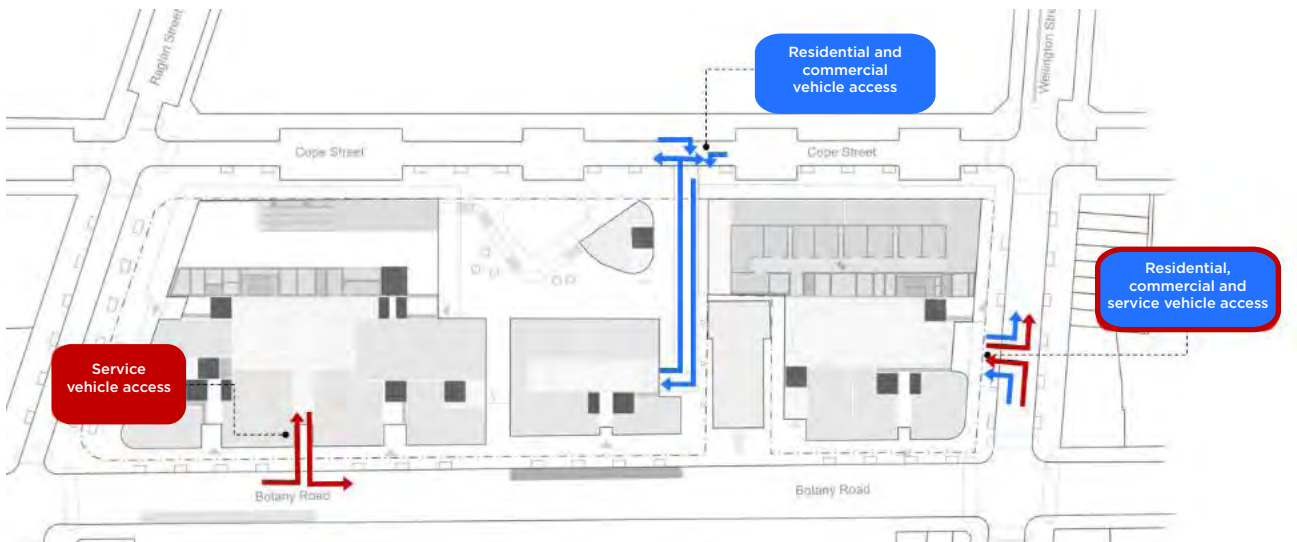 Raglan Street
Residential and
commercial
vehicle access
Wellington Street
Cope Street
Cope Street
Residential,
commercial and
service vehicle access
Service
vehicle access
Botany Road
Botany Road